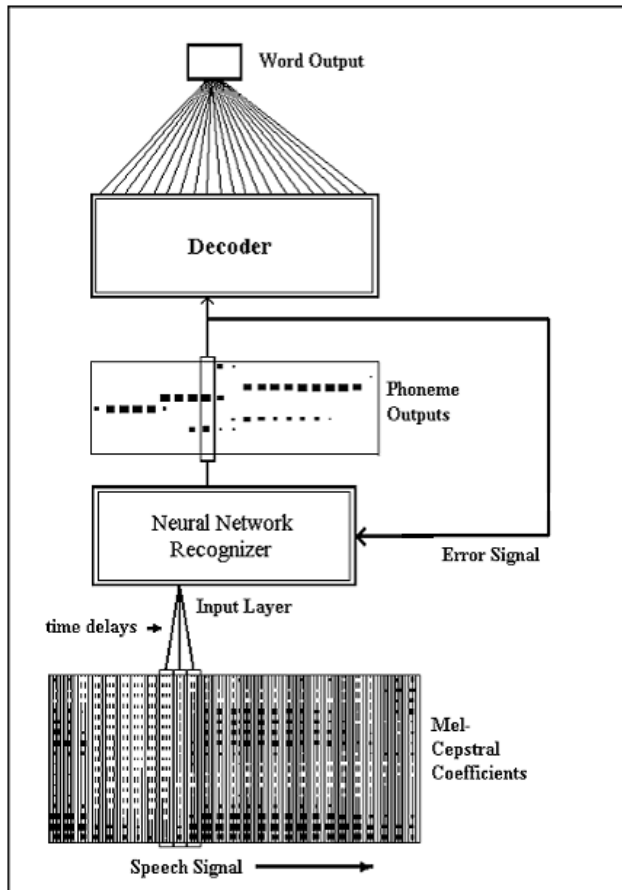 Word Output
Decoder
Phoneme
Outputs
Neural Network
Recognizer
Error Signal
Input Layer
time delays
Mel-
Cepstral
Coefficients
Speech Signal